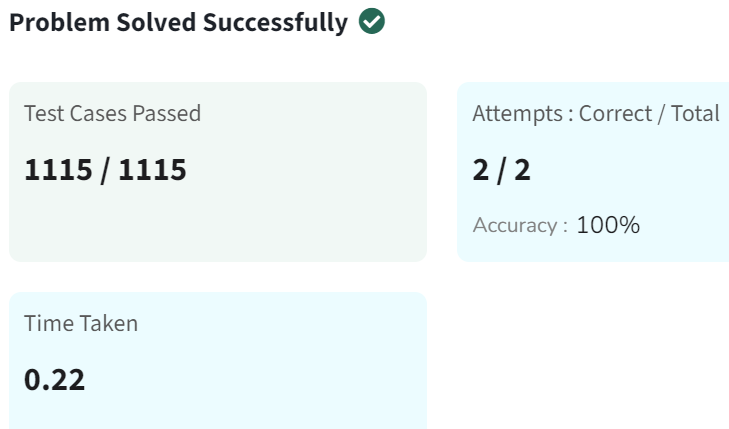 Problem Solved Successfully
Test Cases Passed
1115 / 1115
Attempts : Correct / Total
2 / 2
Accuracy : 100%
Time Taken
0.22